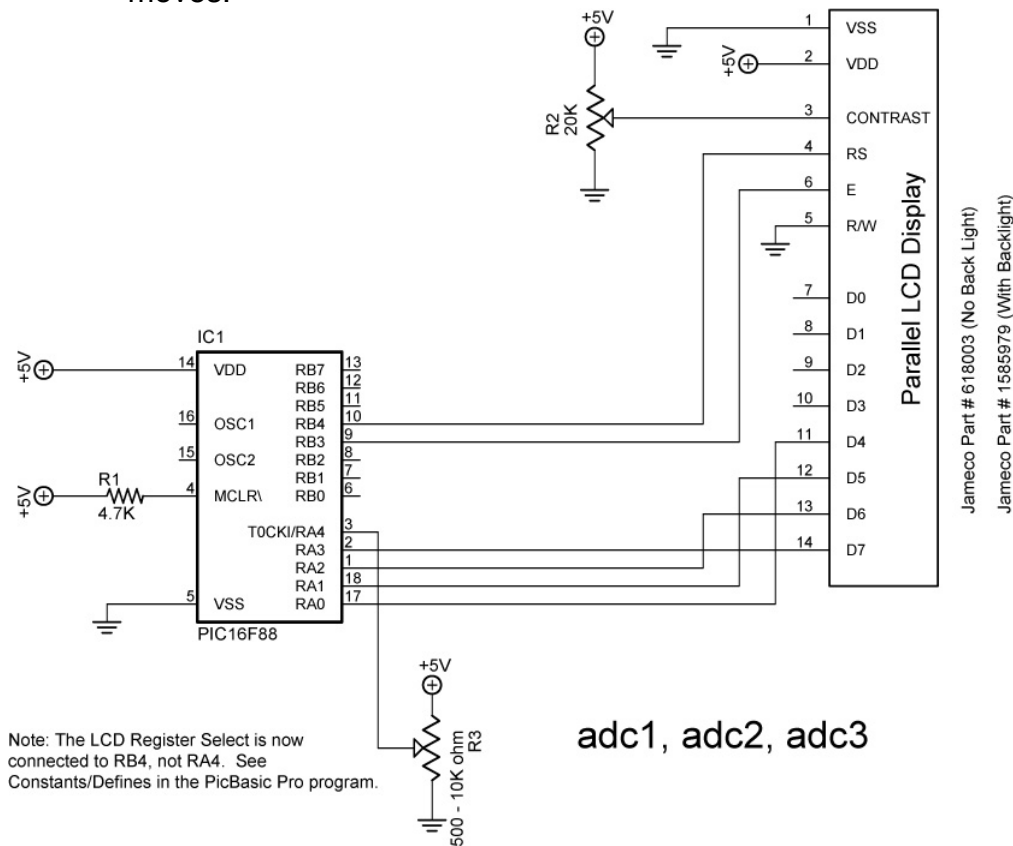 moves.
+5V
R2
20K
+5V
1 VSS
2 VDD
3 CONTRAST
4 RS
6 E
5 R/W
7 D0
8 D1
9 D2
10 D3
11 D4
12 D5
13 D6
14 D7
Parallel LCD Display
Jameco Part # 618003 (No Back Light)
Jameco Part # 1585979 (With Backlight)
IC1
+5V
14 VDD
16 OSC1
15 OSC2
+5V
R1
4.7K
4 MCLR\
5 VSS
RB7 13
RB6 12
RB5 11
RB4 10
RB3 9
RB2 8
RB1 7
RB0 6
T0CKI/RA4 3
RA3 2
RA2 1
RA1 18
RA0 17
PIC16F88
+5V
500 - 10K ohm
R3
adc1, adc2, adc3
Note: The LCD Register Select is now
connected to RB4, not RA4. See
Constants/Defines in the PicBasic Pro program.